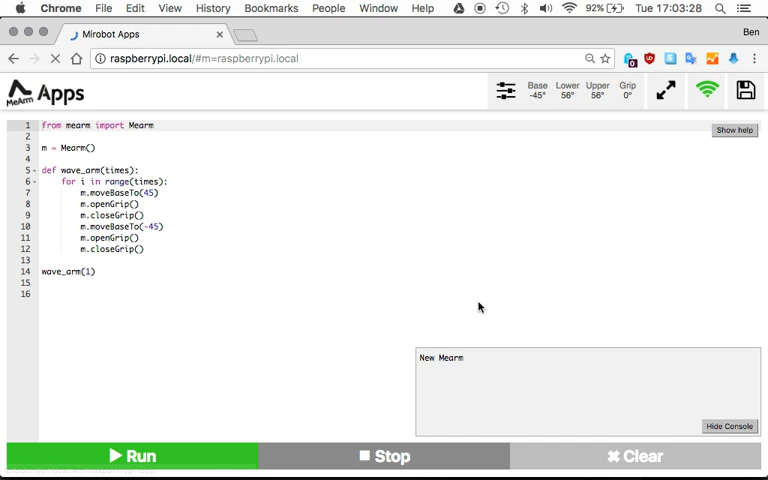 Chrome File Edit View History Bookmarks People Window Help 92% Tue 17:03:28
Mirobot Apps
Ben
raspberrypi.local/#m=raspberrypi.local
MeArm Apps
Base Lower Upper Grip
-45° 56° 56° 0°
Show help
1 from mearm import Mearm
2
3 m = Mearm()
4
5 def wave_arm(times):
6 for i in range(times):
7 m.moveBaseTo(45)
8 m.openGrip()
9 m.closeGrip()
10 m.moveBaseTo(-45)
11 m.openGrip()
12 m.closeGrip()
13
14 wave_arm(1)
15
16
New Mearm
Hide Console
Run Stop Clear